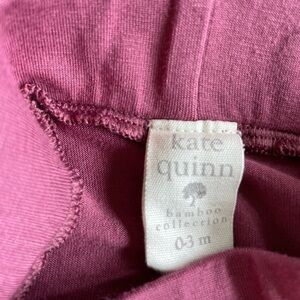 kate
quinn
bamboo
collection
0-3 m